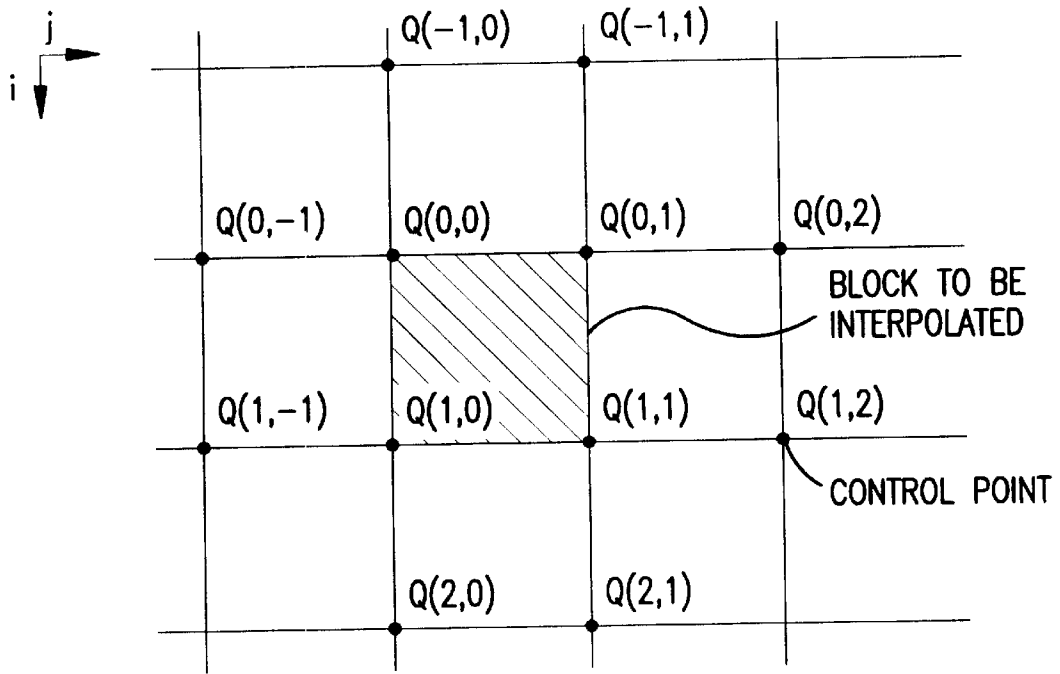 j
i
Q(-1,0) Q(-1,1)
Q(0,-1) Q(0,0) Q(0,1) Q(0,2)
BLOCK TO BE
INTERPOLATED
Q(1,-1) Q(1,0) Q(1,1) Q(1,2)
CONTROL POINT
Q(2,0) Q(2,1)